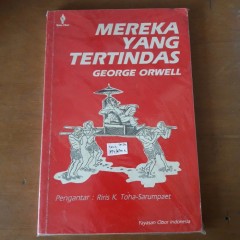 MEREKA
YANG
TERTINDAS
GEORGE ORWELL
Pengantar : Riris K. Toha-Sarumpaet
Yayasan Obor Indonesia